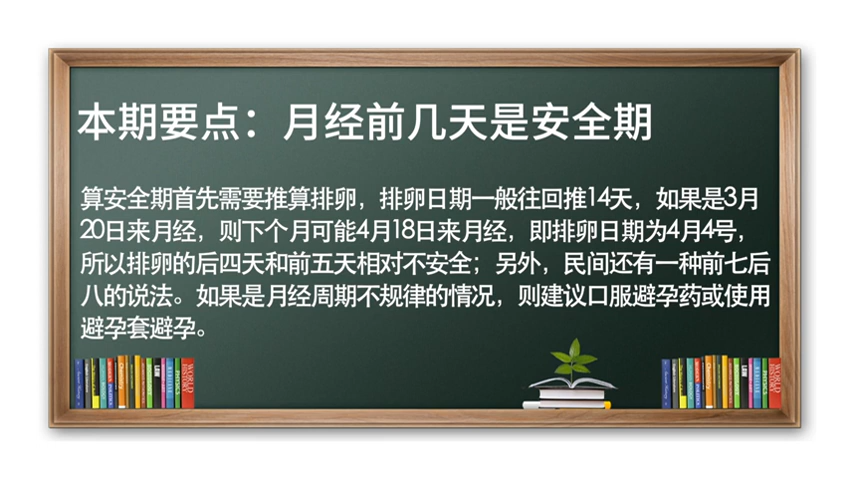 本期要点：月经前几天是安全期
算安全期首先需要推算排卵，排卵日期一般往回推14天，如果是3月
20日来月经，则下个月可能4月18日来月经，即排卵日期为4月4号，
所以排卵的后四天和前五天相对不安全；另外，民间还有一种前七后
八的说法。如果是月经周期不规律的情况，则建议口服避孕药或使用
避孕套避孕。
WORLD HISTORY
WORLD HISTORY